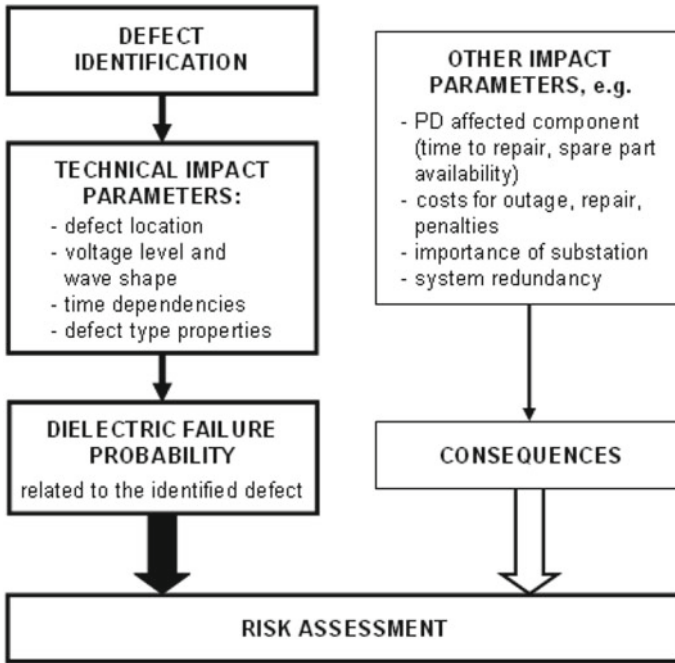 DEFECT
IDENTIFICATION
TECHNICAL IMPACT
PARAMETERS:
- defect location
- voltage level and
wave shape
- time dependencies
- defect type properties
DIELECTRIC FAILURE
PROBABILITY
related to the identified defect
OTHER IMPACT
PARAMETERS, e.g.
- PD affected component
(time to repair, spare part
availability)
- costs for outage, repair,
penalties
- importance of substation
- system redundancy
CONSEQUENCES
RISK ASSESSMENT